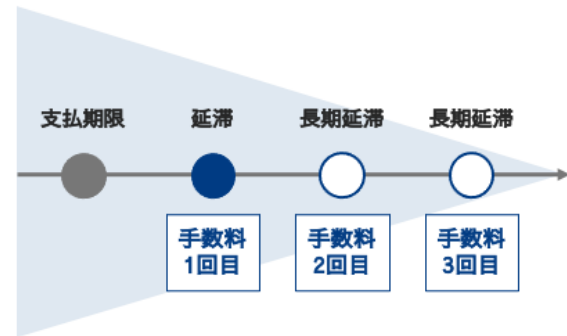 支払期限
延滞
長期延滞
長期延滞
手数料
1回目
手数料
2回目
手数料
3回目